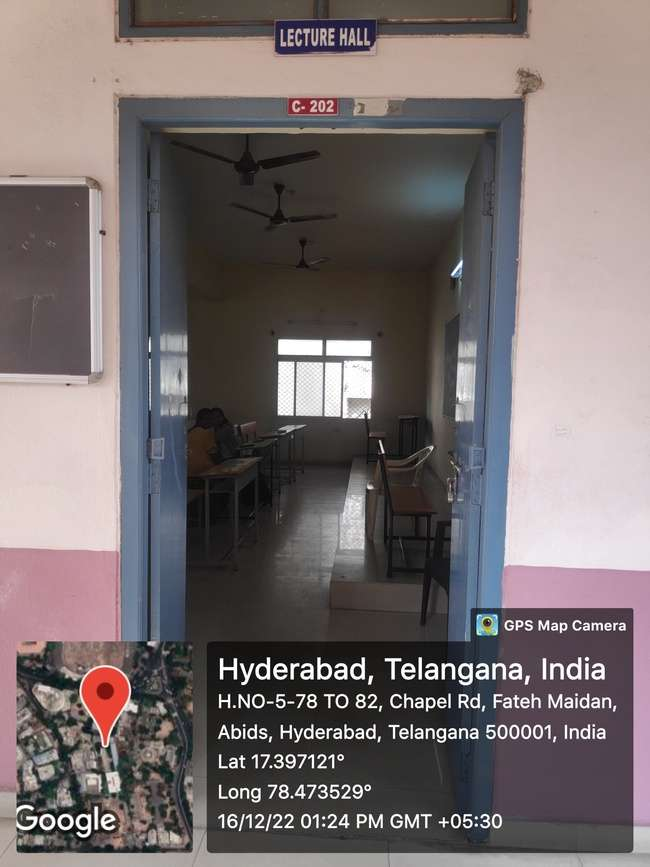 LECTURE HALL
C- 202
GPS Map Camera
Hyderabad, Telangana, India
H.NO-5-78 TO 82, Chapel Rd, Fateh Maidan,
Abids, Hyderabad, Telangana 500001, India
Lat 17.397121°
Long 78.473529°
16/12/22 01:24 PM GMT +05:30
Google